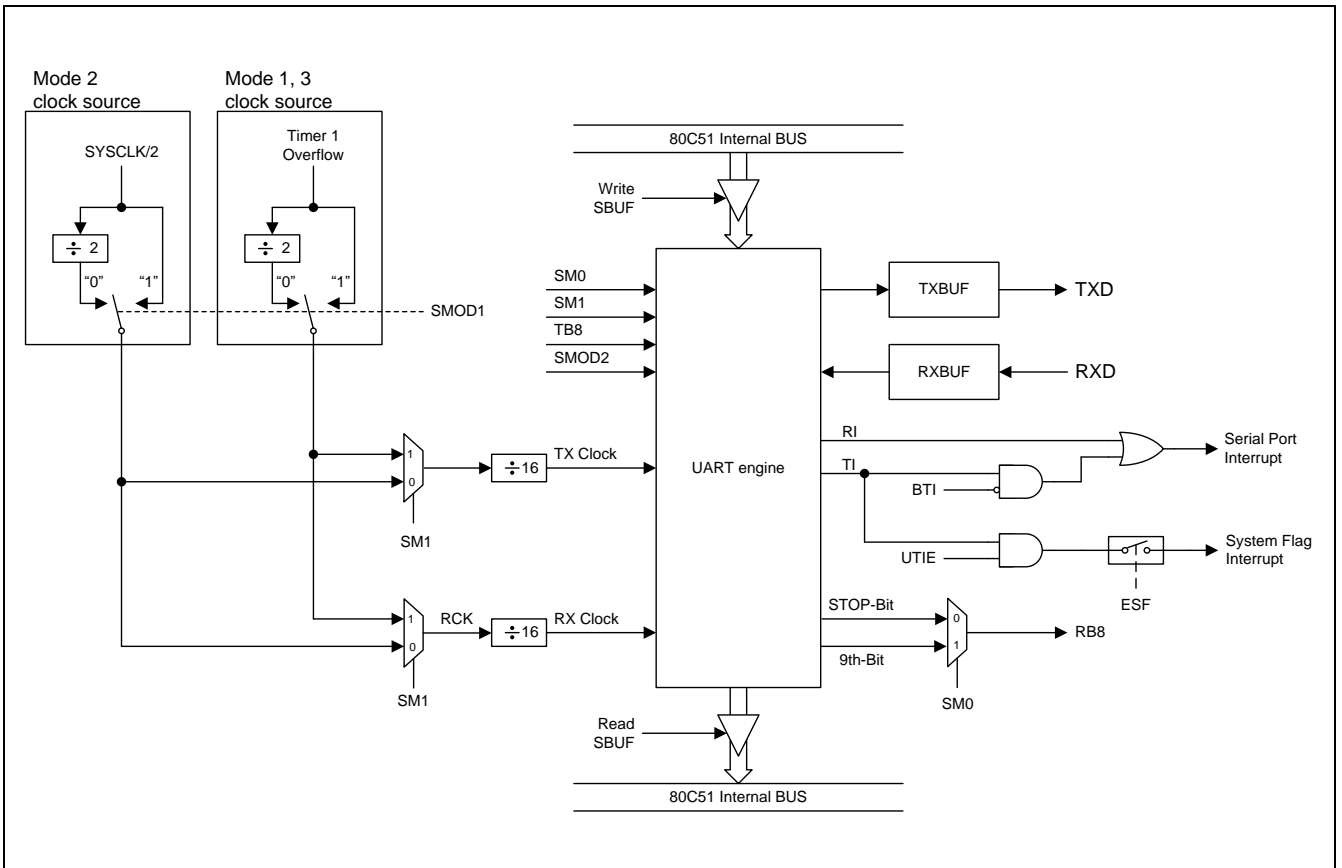 Mode 2
clock source
Mode 1, 3
clock source
SYSCLK/2
Timer 1
Overflow
÷ 2
÷ 2
“0”
“1”
“0”
“1”
SMOD1
80C51 Internal BUS
Write
SBUF
SM0
SM1
TB8
SMOD2
TXBUF
TXD
RXBUF
RXD
UART engine
RI
TI
BTI
Serial Port
Interrupt
UTIE
System Flag
Interrupt
ESF
1
0
SM1
÷16
TX Clock
1
0
SM1
RCK
÷16
RX Clock
STOP-Bit
9th-Bit
0
1
SM0
RB8
Read
SBUF
80C51 Internal BUS